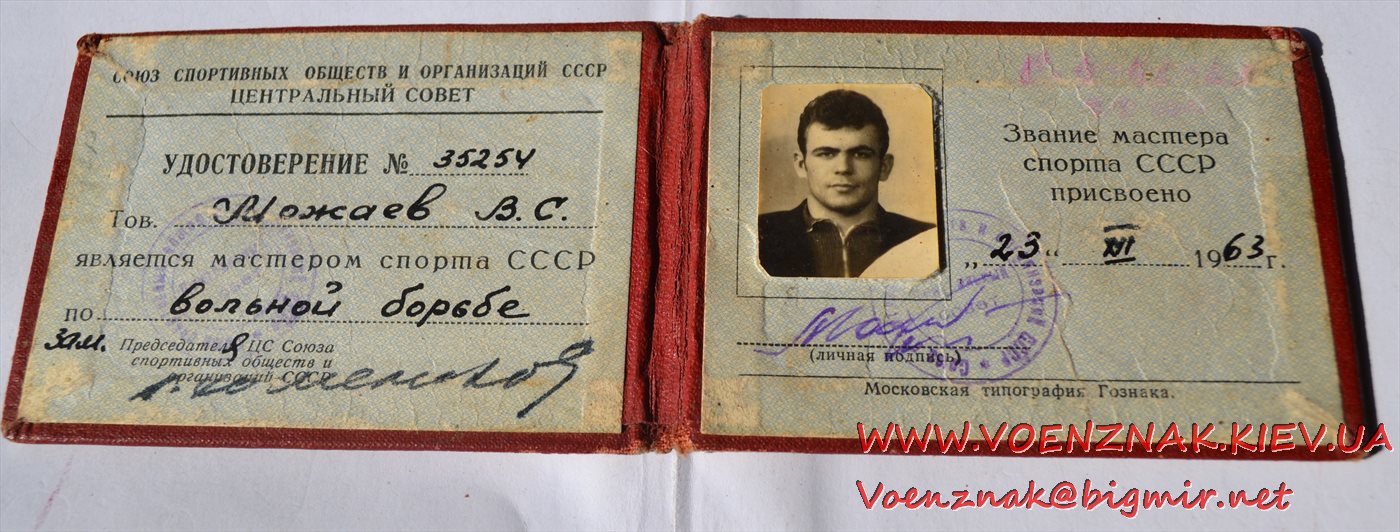 СОЮЗ СПОРТИВНЫХ ОБЩЕСТВ И ОРГАНИЗАЦИЙ СССР
ЦЕНТРАЛЬНЫЙ СОВЕТ
УДОСТОВЕРЕНИЕ № 35254
Тов. Можаев В.С.
является мастером спорта СССР
по вольной борьбе
зам. Председателя ЦС Союза
спортивных обществ и
организаций СССР
Звание мастера
спорта СССР
присвоено
„23“ XII 1963 г.
(личная подпись)
Московская типография Гознака.
WWW.VOENZNAK.KIEV.UA
Voenznak@bigmir.net